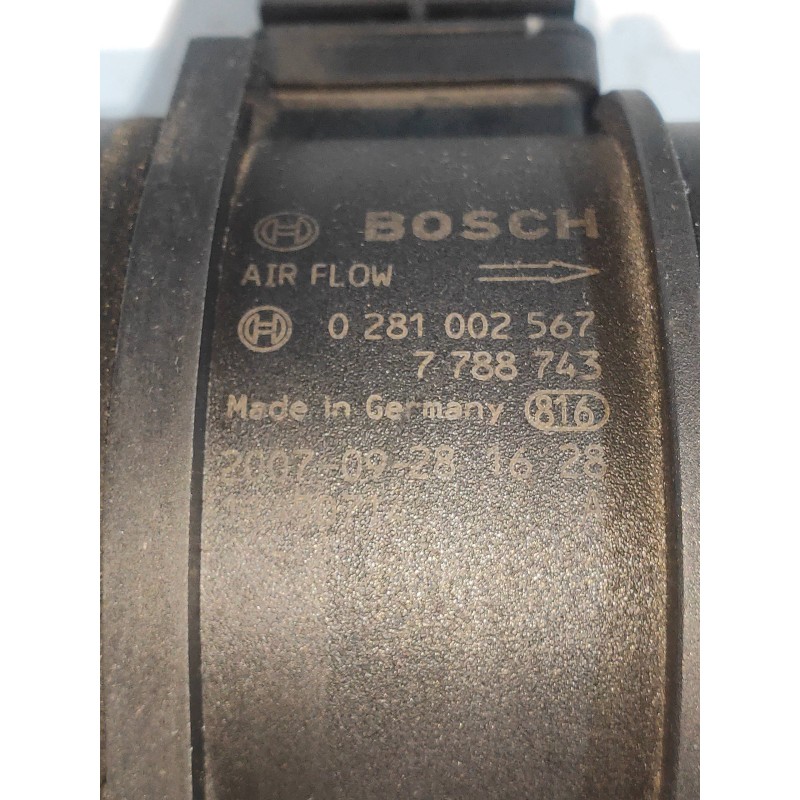 BOSCH
AIR FLOW
0 281 002 567
7 788 743
Made in Germany 816
2007-09-28 16 28